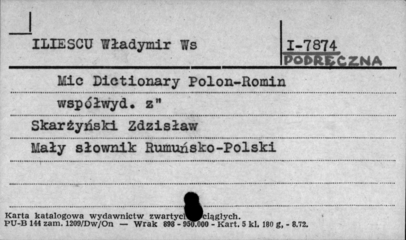 ILIESCU Władymir Ws
I-7874
PODRĘCZNA
Mic Dictionary Polon-Romin
współwyd. z"
Skarżyński Zdzisław
Mały słownik Rumuńsko-Polski
Karta katalogowa wydawnictw zwartych ciągłych.
PU-B 144 zam. 1209/Dw/On — Wrak 898 - 950.000 - Kart. 5 kl. 180 g, - 8.72.